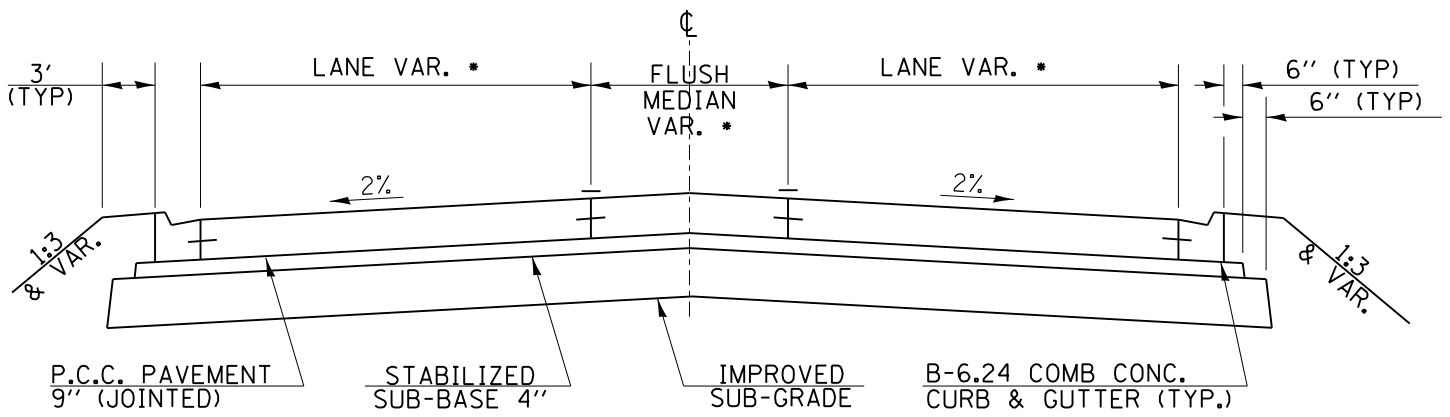 ℄
3'
(TYP)
LANE VAR. *
FLUSH
MEDIAN
VAR. *
LANE VAR. *
6'' (TYP)
6'' (TYP)
2%
2%
1:3
& VAR.
1:3
& VAR.
P.C.C. PAVEMENT
9'' (JOINTED)
STABILIZED
SUB-BASE 4''
IMPROVED
SUB-GRADE
B-6.24 COMB CONC.
CURB & GUTTER (TYP.)